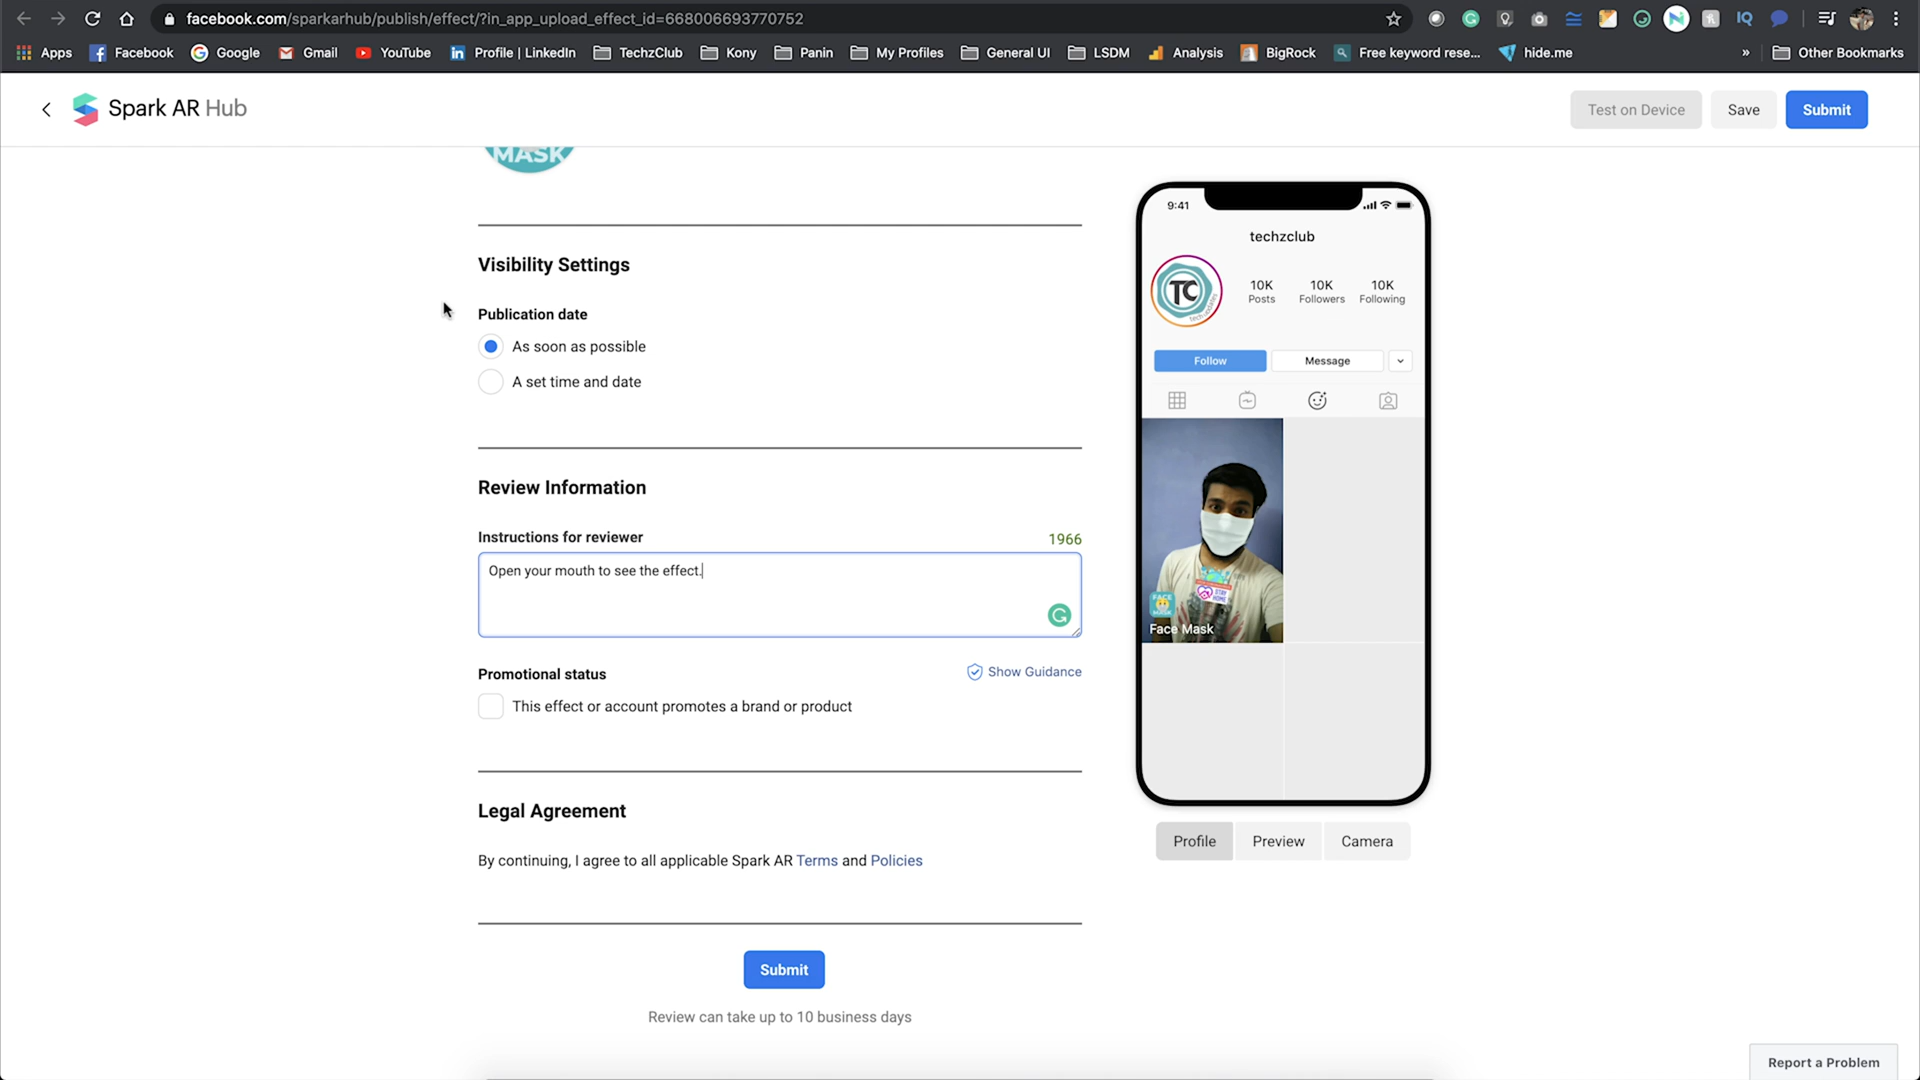 facebook.com/sparkarhub/publish/effect/?in_app_upload_effect_id=668006693770752
Apps Facebook Google Gmail YouTube Profile | LinkedIn TechzClub Kony Panin My Profiles General UI LSDM Analysis BigRock Free keyword rese... hide.me » Other Bookmarks
Spark AR Hub
Test on Device Save Submit
MASK
Visibility Settings
Publication date
As soon as possible
A set time and date
Review Information
Instructions for reviewer 1966
Open your mouth to see the effect.
Promotional status Show Guidance
This effect or account promotes a brand or product
Legal Agreement
By continuing, I agree to all applicable Spark AR Terms and Policies
Submit
Review can take up to 10 business days
9:41
techzclub
TC
tech updates
10K 10K 10K
Posts Followers Following
Follow Message
STAY
HOME
FACE
MASK
Face Mask
Profile Preview Camera
Report a Problem